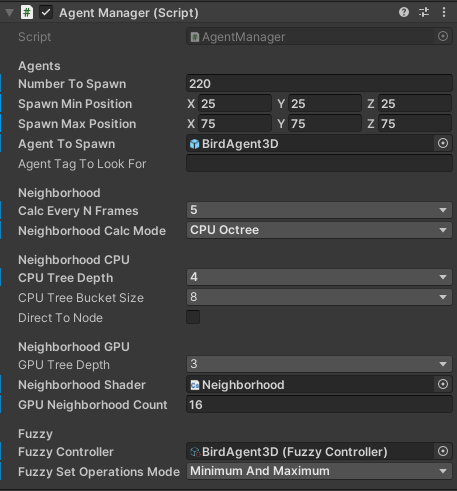 Agent Manager (Script)
Script AgentManager
Agents
Number To Spawn 220
Spawn Min Position X 25 Y 25 Z 25
Spawn Max Position X 75 Y 75 Z 75
Agent To Spawn BirdAgent3D
Agent Tag To Look For
Neighborhood
Calc Every N Frames 5
Neighborhood Calc Mode CPU Octree
Neighborhood CPU
CPU Tree Depth 4
CPU Tree Bucket Size 8
Direct To Node
Neighborhood GPU
GPU Tree Depth 3
Neighborhood Shader Neighborhood
GPU Neighborhood Count 16
Fuzzy
Fuzzy Controller BirdAgent3D (Fuzzy Controller)
Fuzzy Set Operations Mode Minimum And Maximum